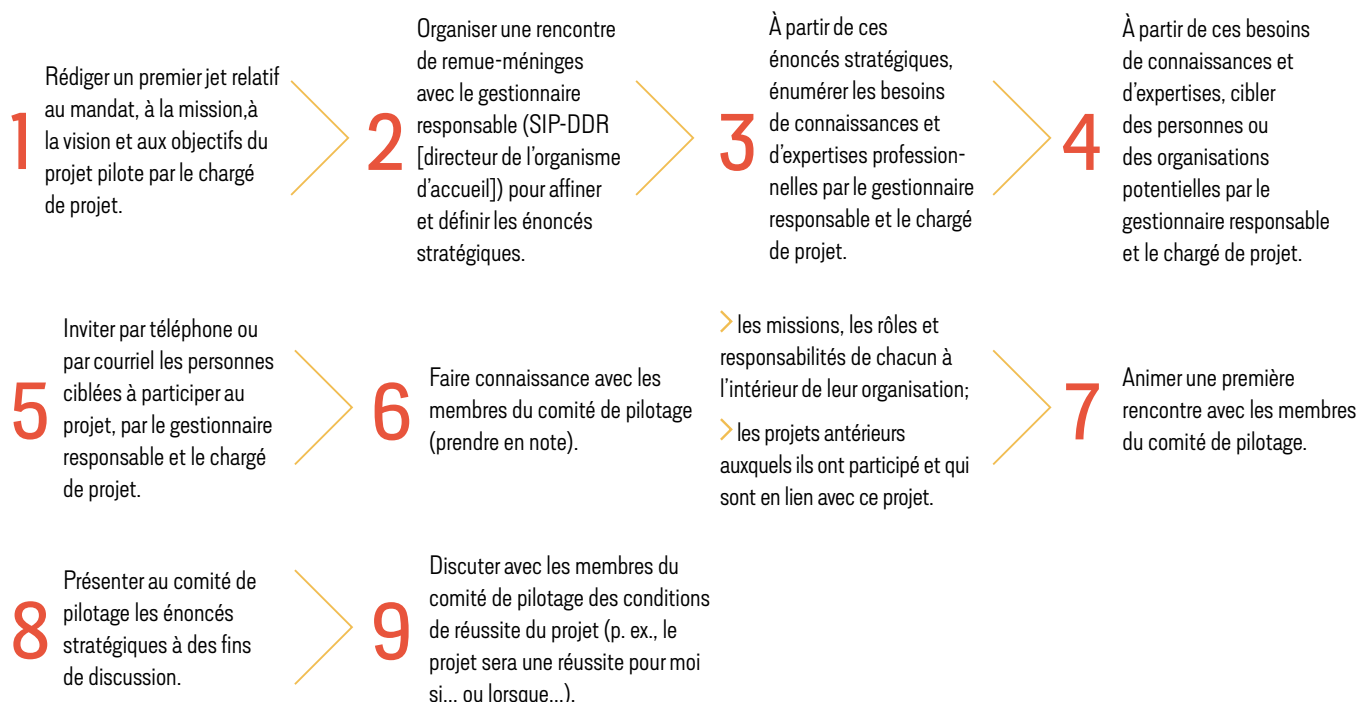 1
Rédiger un premier jet relatif
au mandat, à la mission,à
la vision et aux objectifs du
projet pilote par le chargé
de projet.
2
Organiser une rencontre
de remue-méninges
avec le gestionnaire
responsable (SIP-DDR
[directeur de l’organisme
d’accueil]) pour affiner
et définir les énoncés
stratégiques.
3
À partir de ces
énoncés stratégiques,
énumérer les besoins
de connaissances et
d’expertises profession-
nelles par le gestionnaire
responsable et le chargé
de projet.
4
À partir de ces besoins
de connaissances et
d’expertises, cibler
des personnes ou
des organisations
potentielles par le
gestionnaire responsable
et le chargé de projet.
5
Inviter par téléphone ou
par courriel les personnes
ciblées à participer au
projet, par le gestionnaire
responsable et le chargé
de projet.
6
Faire connaissance avec les
membres du comité de pilotage
(prendre en note).
les missions, les rôles et
responsabilités de chacun à
l’intérieur de leur organisation;
les projets antérieurs
auxquels ils ont participé et qui
sont en lien avec ce projet.
7
Animer une première
rencontre avec les membres
du comité de pilotage.
8
Présenter au comité de
pilotage les énoncés
stratégiques à des fins
de discussion.
9
Discuter avec les membres du
comité de pilotage des conditions
de réussite du projet (p. ex., le
projet sera une réussite pour moi
si... ou lorsque...).